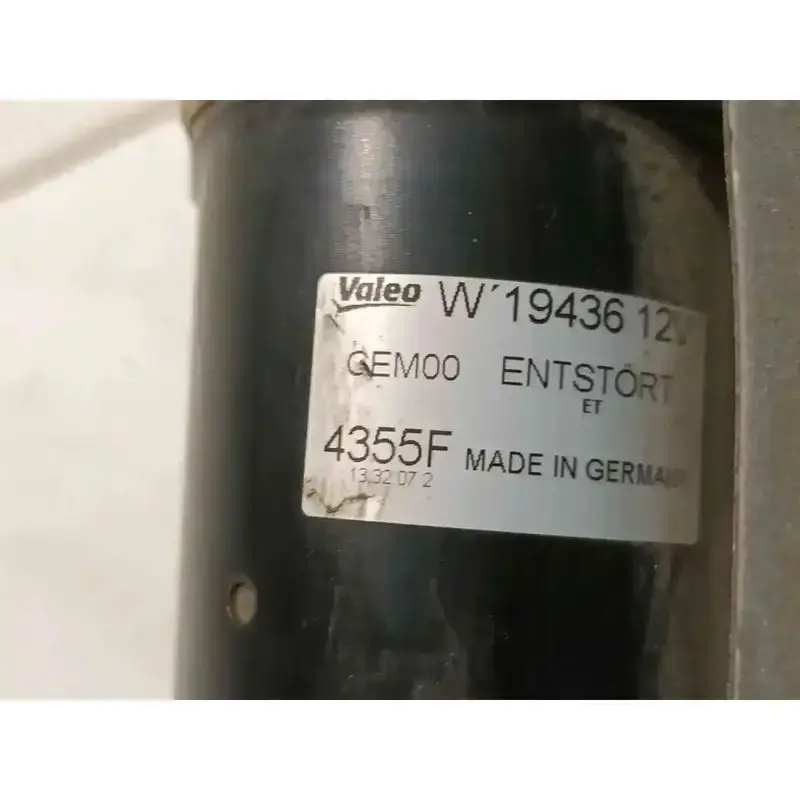 Valeo W´19436 12V
GEM00 ENTSTÖRT
ET
4355F MADE IN GERMANY
13 32 07 2